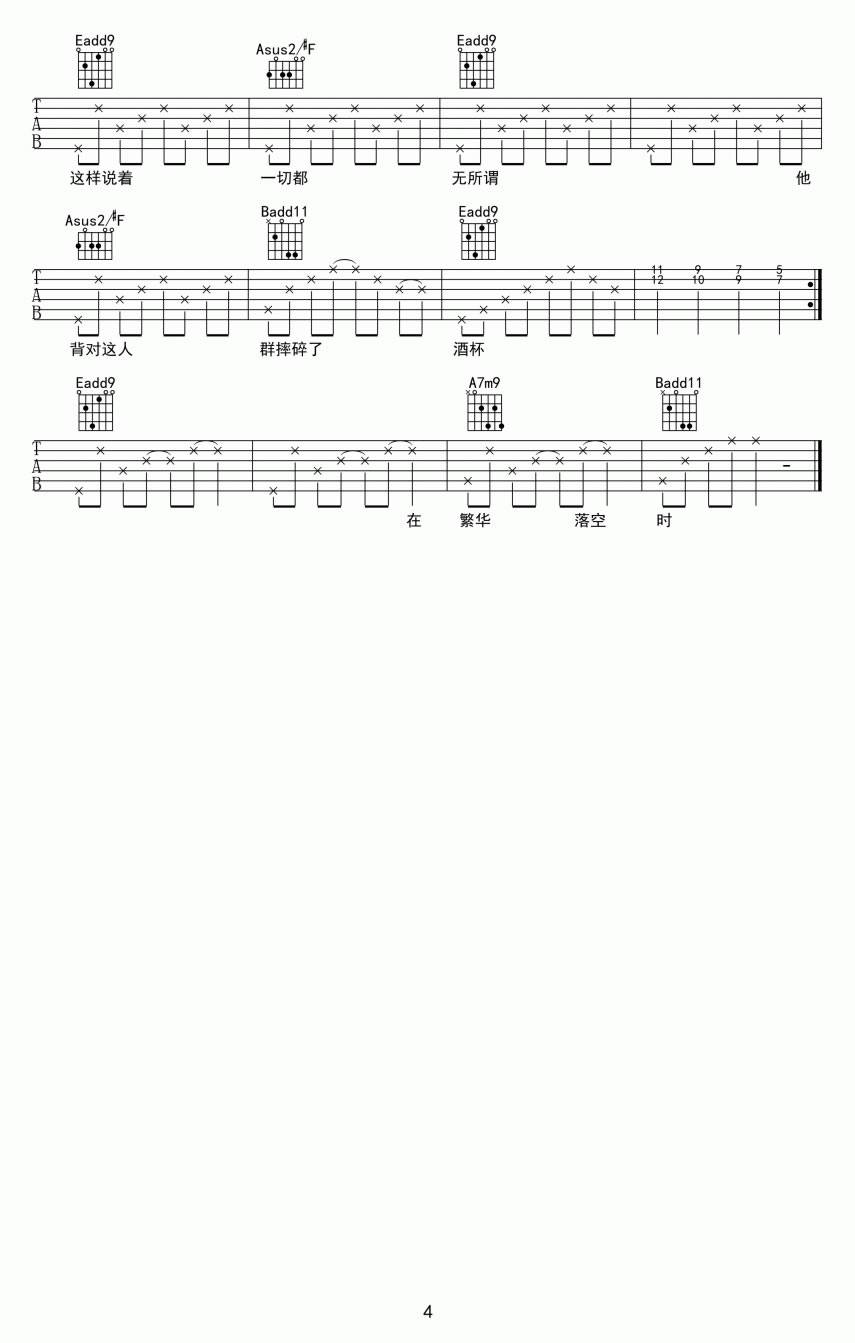 Eadd9 Asus2/#F Eadd9
T
A
B
这样说着 一切都 无所谓 他
Asus2/#F Badd11 Eadd9
T 11 9 7 5
12 10 9 7
A
B
背对这人 群摔碎了 酒杯
Eadd9 A7m9 Badd11
T
A
B
在 繁华 落空 时
4